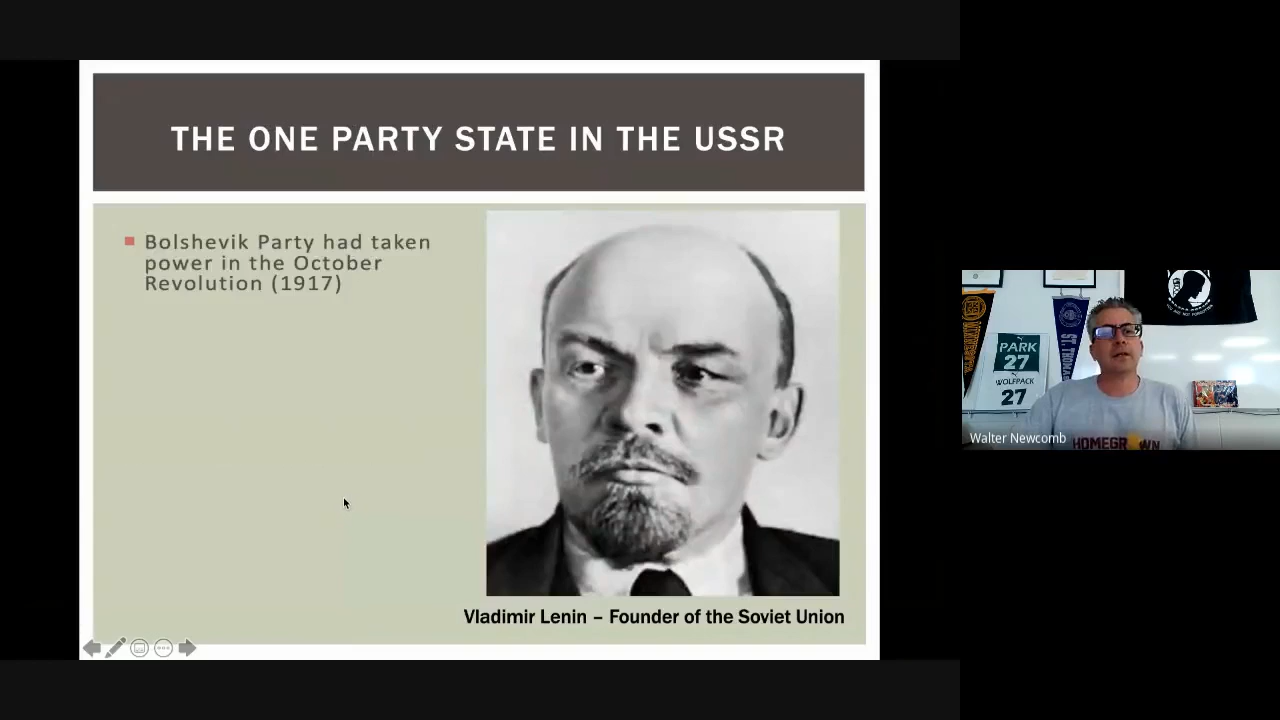 THE ONE PARTY STATE IN THE USSR
Bolshevik Party had taken
power in the October
Revolution (1917)
Vladimir Lenin – Founder of the Soviet Union
PARK
27
WOLFPACK
27
ST. THOMAS
HOMEGROWN
Walter Newcomb